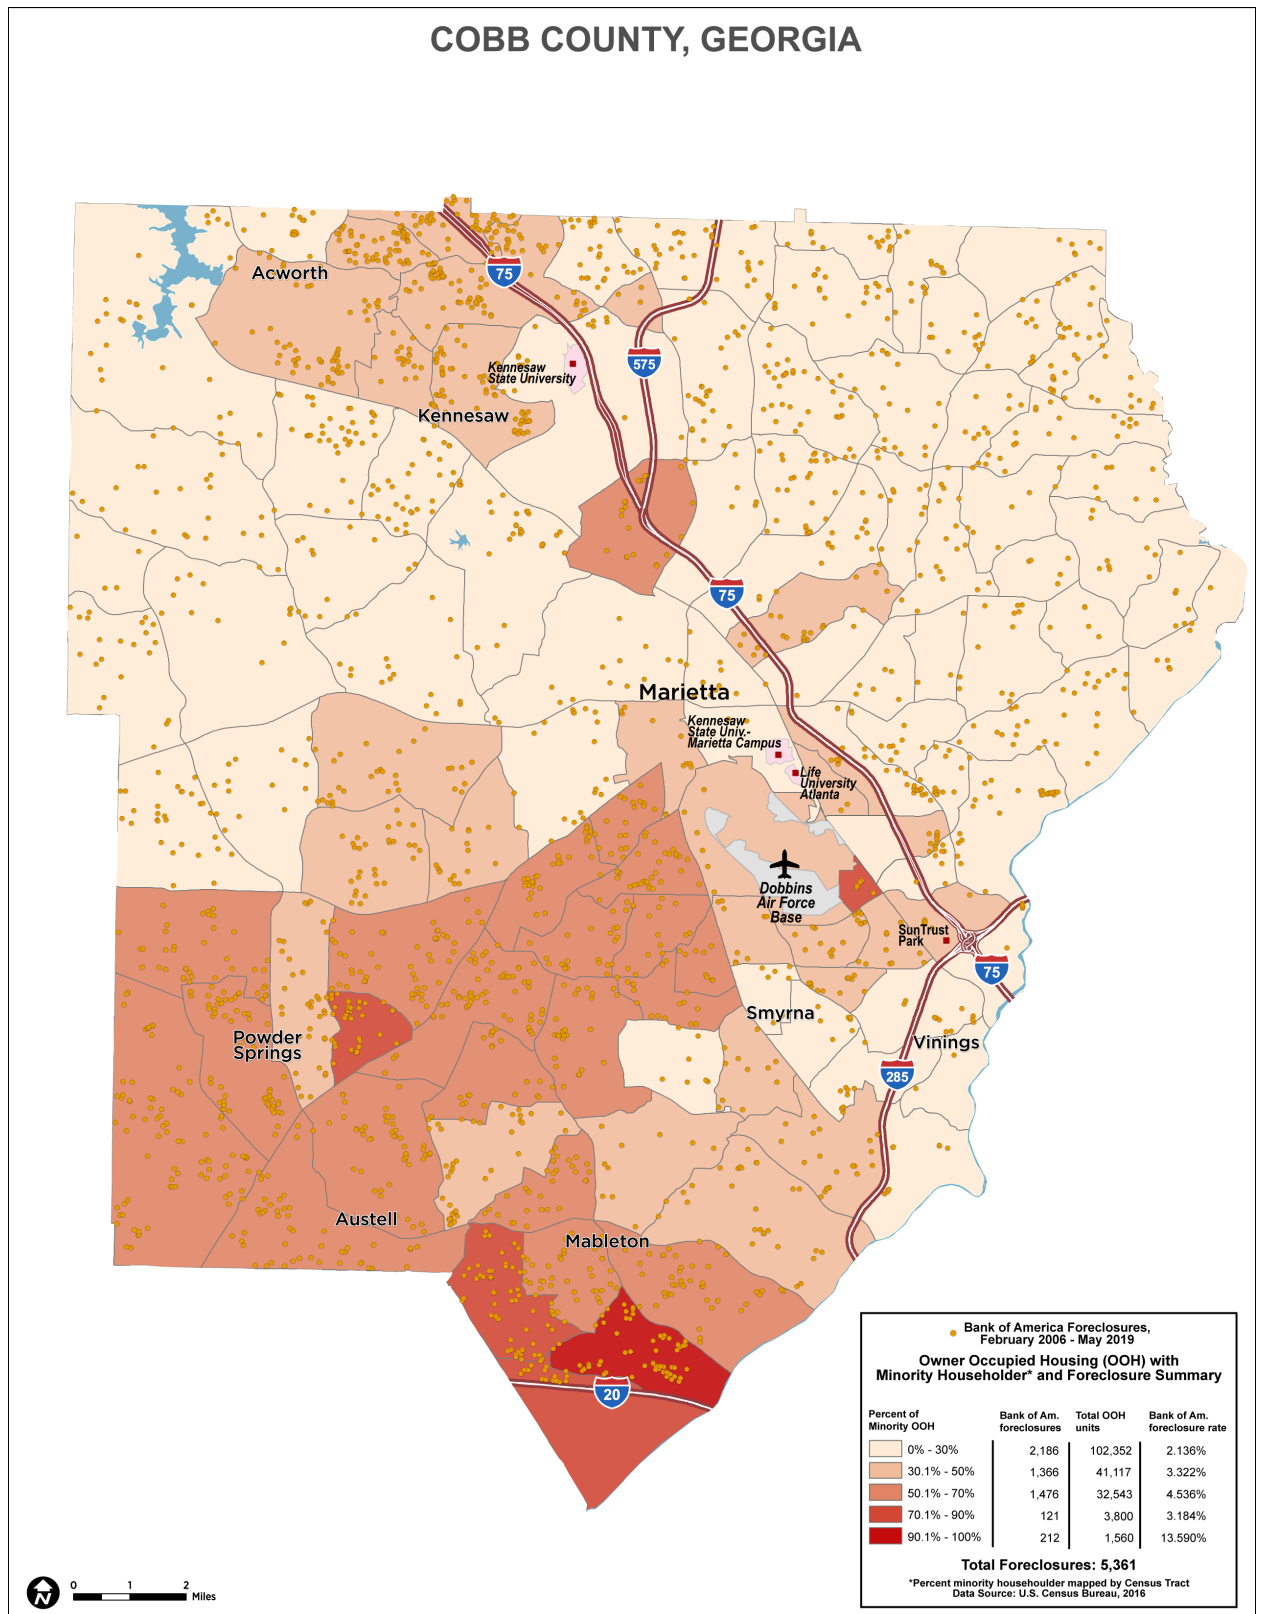 COBB COUNTY, GEORGIA
Acworth
75
575
Kennesaw
State University
Kennesaw
75
Marietta
Kennesaw
State Univ.-
Marietta Campus
Life
University
Atlanta
Dobbins
Air Force
Base
SunTrust
Park
75
Smyrna
Powder
Springs
Vinings
285
Austell
Mableton
20
Bank of America Foreclosures,
February 2006 - May 2019
Owner Occupied Housing (OOH) with
Minority Householder* and Foreclosure Summary
Percent of Minority OOH | Bank of Am. foreclosures | Total OOH units | Bank of Am. foreclosure rate
0% - 30% 2,186 102,352 2.136%
30.1% - 50% 1,366 41,117 3.322%
50.1% - 70% 1,476 32,543 4.536%
70.1% - 90% 121 3,800 3.184%
90.1% - 100% 212 1,560 13.590%
Total Foreclosures: 5,361
*Percent minority househoulder mapped by Census Tract
Data Source: U.S. Census Bureau, 2016
N
0 1 2
Miles